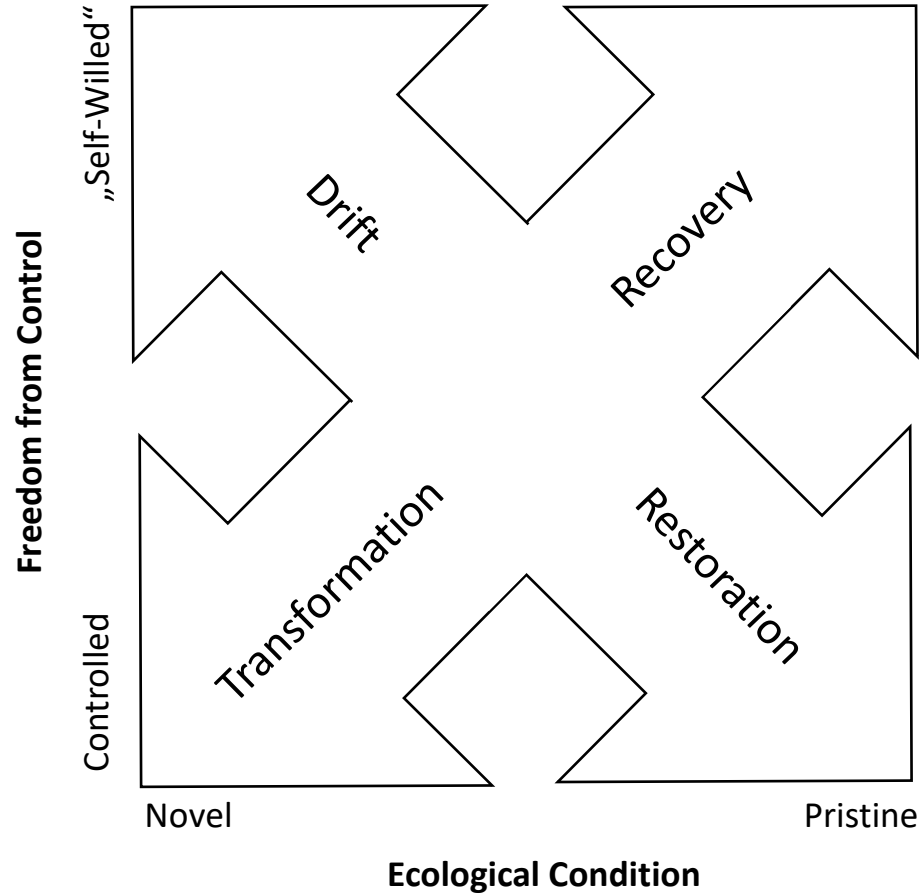 „Self-Willed“
Drift
Recovery
Freedom from Control
Transformation
Restoration
Controlled
Novel
Pristine
Ecological Condition